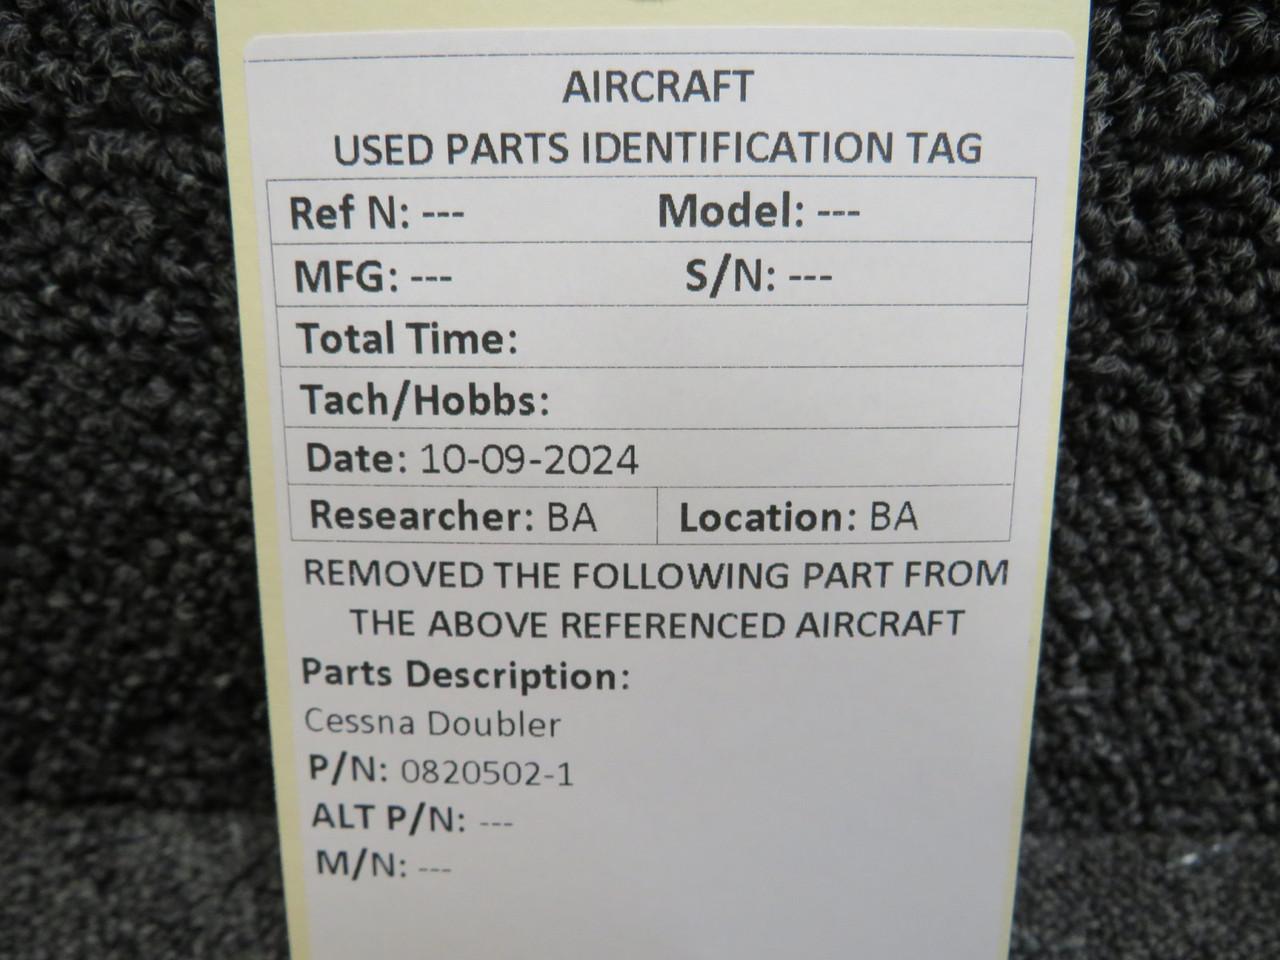 AIRCRAFT
USED PARTS IDENTIFICATION TAG
Ref N: --- Model: ---
MFG: --- S/N: ---
Total Time:
Tach/Hobbs:
Date: 10-09-2024
Researcher: BA Location: BA
REMOVED THE FOLLOWING PART FROM
THE ABOVE REFERENCED AIRCRAFT
Parts Description:
Cessna Doubler
P/N: 0820502-1
ALT P/N: ---
M/N: ---